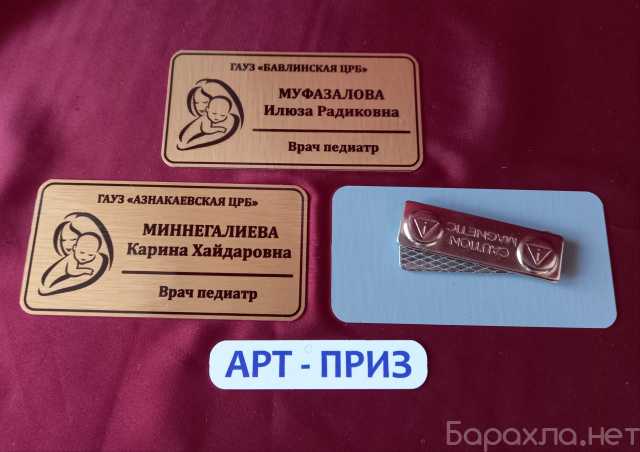 ГАУЗ «БАВЛИНСКАЯ ЦРБ»
МУФАЗАЛОВА
Илюза Радиковна
Врач педиатр
ГАУЗ «АЗНАКАЕВСКАЯ ЦРБ»
МИННЕГАЛИЕВА
Карина Хайдаровна
Врач педиатр
CAUTION
MAGNETIC
АРТ - ПРИЗ
Барахла.нет